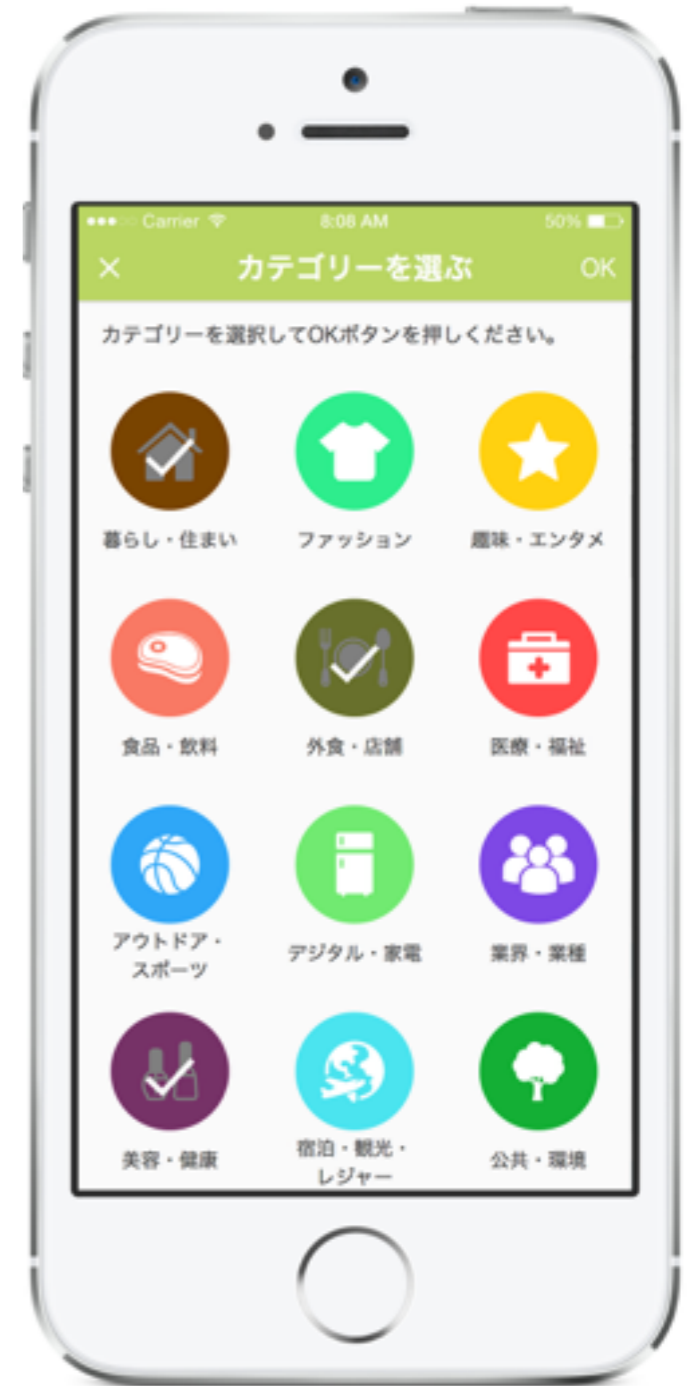 Carrier 8:08 AM 50%
× カテゴリーを選ぶ OK
カテゴリーを選択してOKボタンを押しください。
暮らし・住まい ファッション 趣味・エンタメ
食品・飲料 外食・店舗 医療・福祉
アウトドア・
スポーツ
デジタル・家電 業界・業種
美容・健康
宿泊・観光・
レジャー
公共・環境